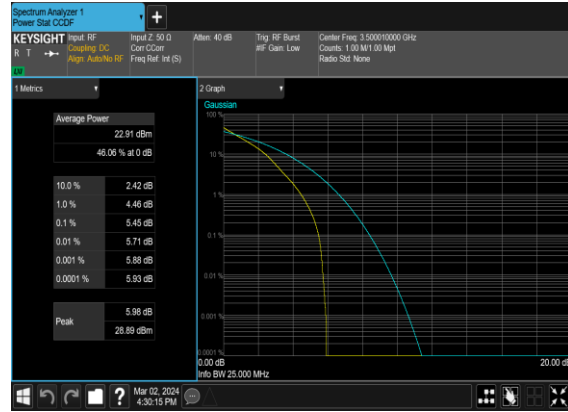 Spectrum Analyzer 1
Power Stat CCDF
KEYSIGHT
R T
LXI
Input: RF
Coupling: DC
Align: Auto/No RF
Input Z: 50 Ω
Corr CCorr
Freq Ref: Int (S)
Atten: 40 dB
Trig: RF Burst
#IF Gain: Low
Center Freq: 3.500010000 GHz
Counts: 1.00 M/1.00 Mpt
Radio Std: None
1 Metrics
Average Power
22.91 dBm
46.06 % at 0 dB
10.0 % 2.42 dB
1.0 % 4.46 dB
0.1 % 5.45 dB
0.01 % 5.71 dB
0.001 % 5.88 dB
0.0001 % 5.93 dB
Peak
5.98 dB
28.89 dBm
2 Graph
Gaussian
100 %
10 %
1 %
0.1 %
0.01 %
0.001 %
0.0001 %
0.00 dB 20.00 dB
Info BW 25.000 MHz
Mar 02, 2024
4:30:15 PM